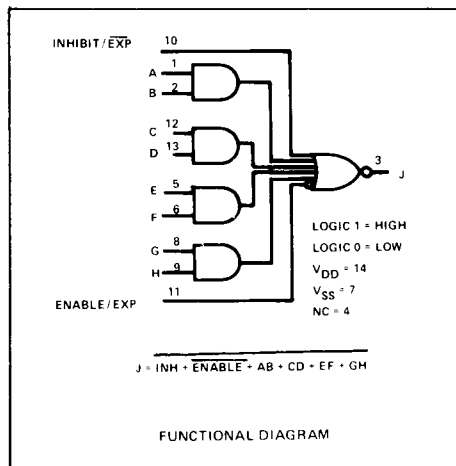 INHIBIT/E̅X̅P̅ 10
A 1
B 2
C 12
D 13
E 5
F 6
G 8
H 9
ENABLE/EXP 11
3 J
LOGIC 1 = HIGH
LOGIC 0 = LOW
VDD = 14
VSS = 7
NC = 4
J = INH + ENABLE + AB + CD + EF + GH
FUNCTIONAL DIAGRAM